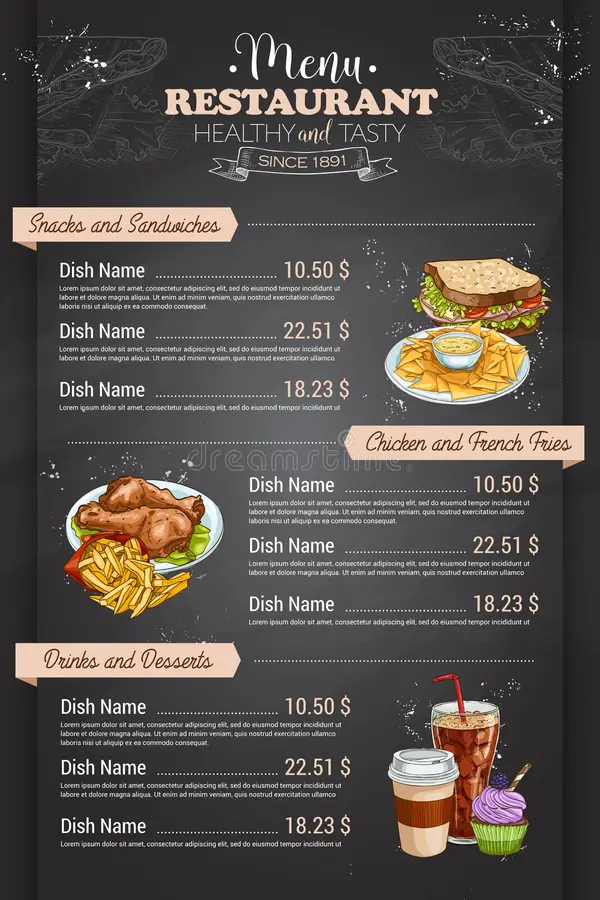 Menu
RESTAURANT
HEALTHY and TASTY
SINCE 1891
Snacks and Sandwiches
Dish Name 10.50 $
Lorem ipsum dolor sit amet, consectetur adipiscing elit, sed do eiusmod tempor incididunt ut
labore et dolore magna aliqua. Ut enim ad minim veniam, quis nostrud exercitation ullamco
laboris nisi ut aliquip ex ea commodo consequat.
Dish Name 22.51 $
Lorem ipsum dolor sit amet, consectetur adipiscing elit, sed do eiusmod tempor incididunt ut
labore et dolore magna aliqua. Ut enim ad minim veniam, quis nostrud
Dish Name 18.23 $
Lorem ipsum dolor sit amet, consectetur adipiscing elit, sed do eiusmod tempor incididunt ut
Chicken and French Fries
dreamstime
Dish Name 10.50 $
Lorem ipsum dolor sit amet, consectetur adipiscing elit, sed do eiusmod tempor incididunt ut
labore et dolore magna aliqua. Ut enim ad minim veniam, quis nostrud exercitation ullamco
laboris nisi ut aliquip ex ea commodo consequat.
Dish Name 22.51 $
Lorem ipsum dolor sit amet, consectetur adipiscing elit, sed do eiusmod tempor incididunt ut
labore et dolore magna aliqua. Ut enim ad minim veniam, quis nostrud
Dish Name 18.23 $
Lorem ipsum dolor sit amet, consectetur adipiscing elit, sed do eiusmod tempor incididunt ut
Drinks and Desserts
Dish Name 10.50 $
Lorem ipsum dolor sit amet, consectetur adipiscing elit, sed do eiusmod tempor incididunt ut
labore et dolore magna aliqua. Ut enim ad minim veniam, quis nostrud exercitation ullamco
laboris nisi ut aliquip ex ea commodo consequat.
Dish Name 22.51 $
Lorem ipsum dolor sit amet, consectetur adipiscing elit, sed do eiusmod tempor incididunt ut
labore et dolore magna aliqua. Ut enim ad minim veniam, quis nostrud
Dish Name 18.23 $
Lorem ipsum dolor sit amet, consectetur adipiscing elit, sed do eiusmod tempor incididunt ut